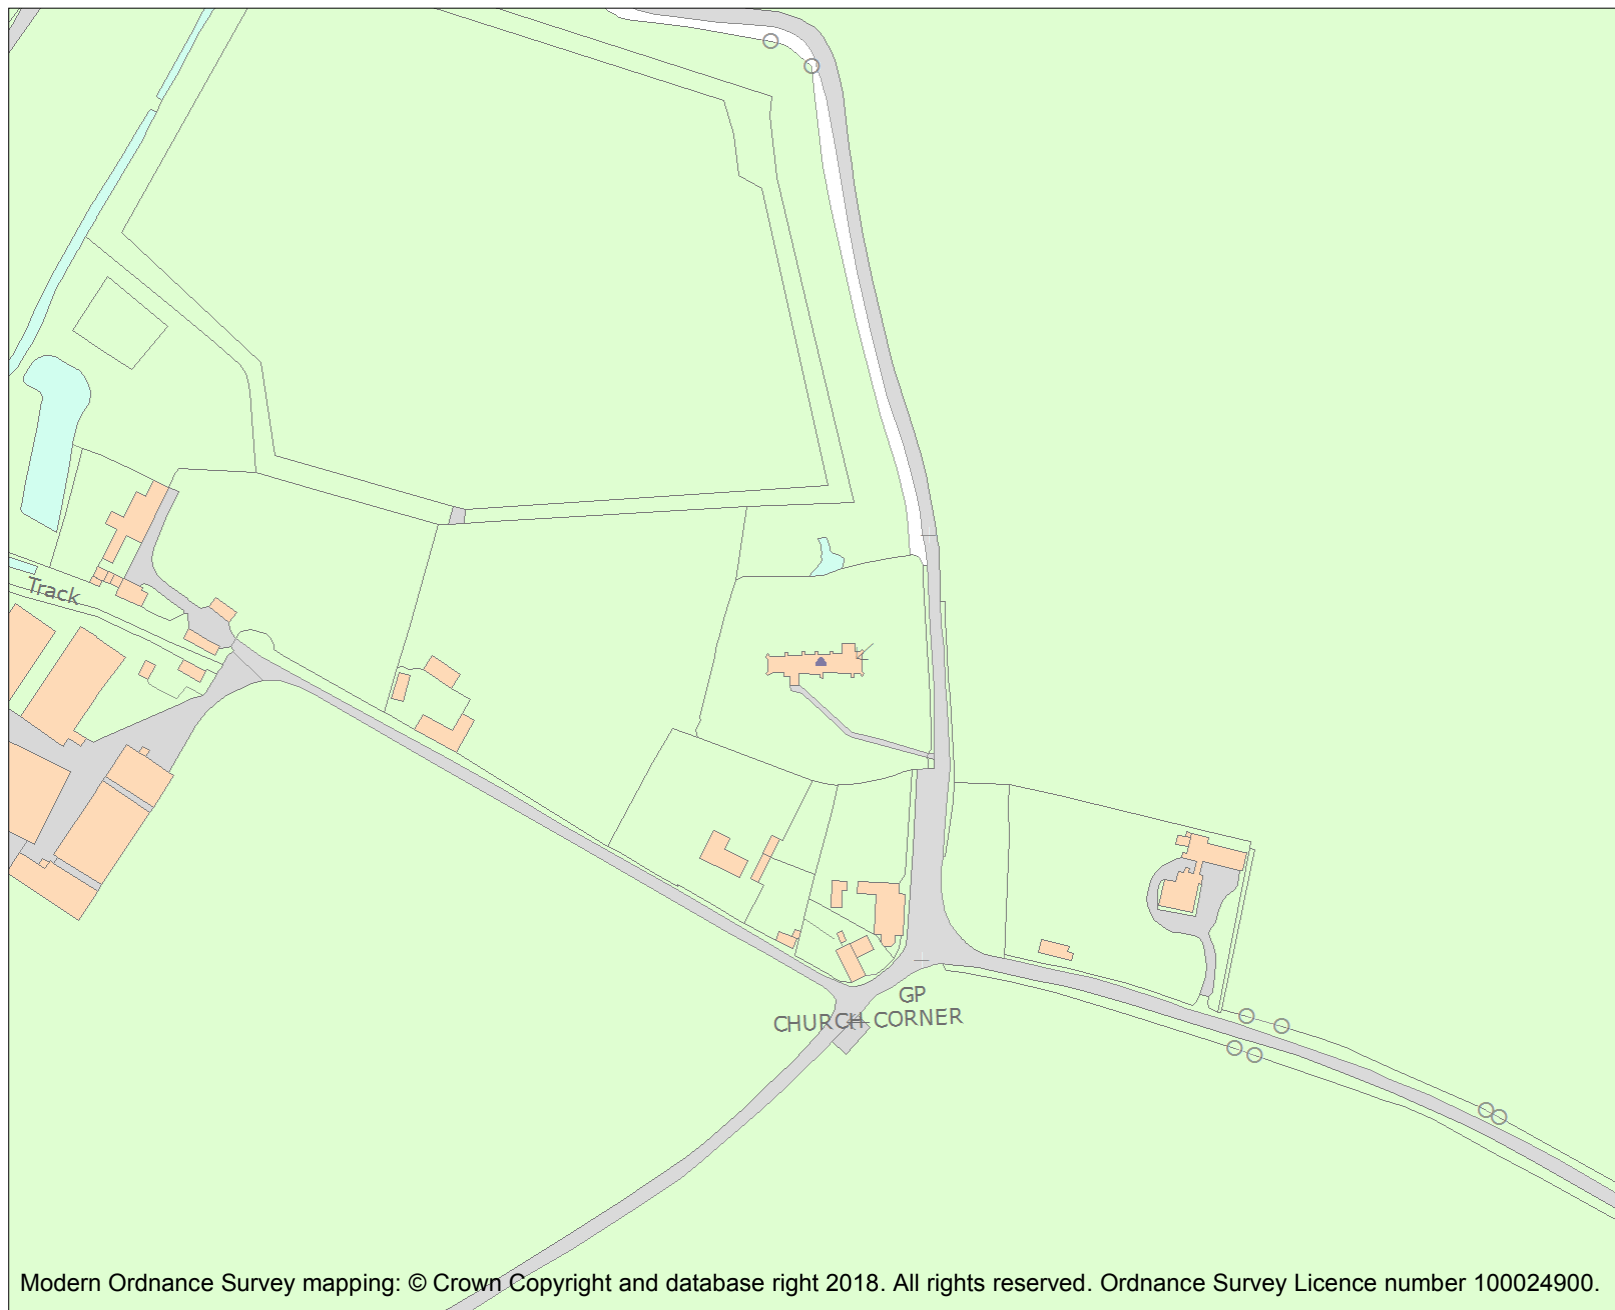 Track
GP
CHURCH CORNER
Modern Ordnance Survey mapping: © Crown Copyright and database right 2018. All rights reserved. Ordnance Survey Licence number 100024900.